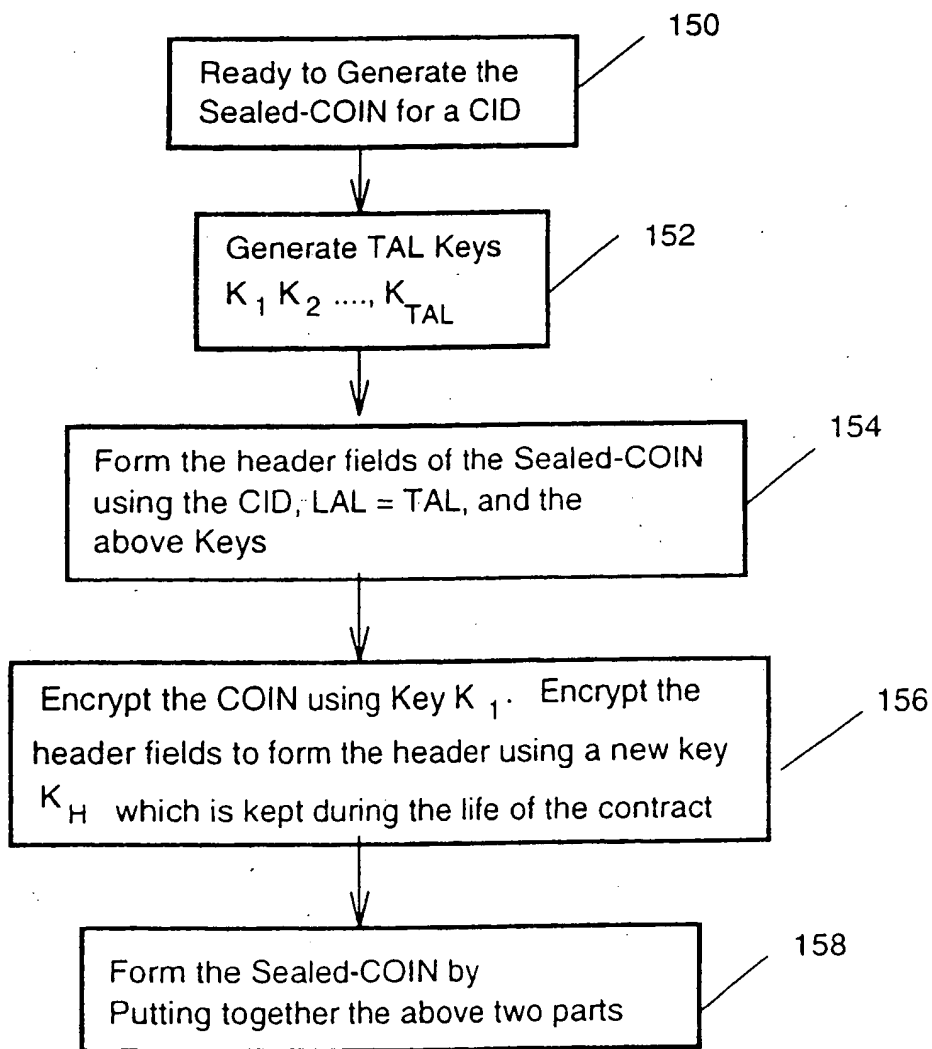 150
Ready to Generate the
Sealed-COIN for a CID
152
Generate TAL Keys
K 1 K 2 ...., K TAL
154
Form the header fields of the Sealed-COIN
using the CID, LAL = TAL, and the
above Keys
156
Encrypt the COIN using Key K 1. Encrypt the
header fields to form the header using a new key
K H which is kept during the life of the contract
158
Form the Sealed-COIN by
Putting together the above two parts